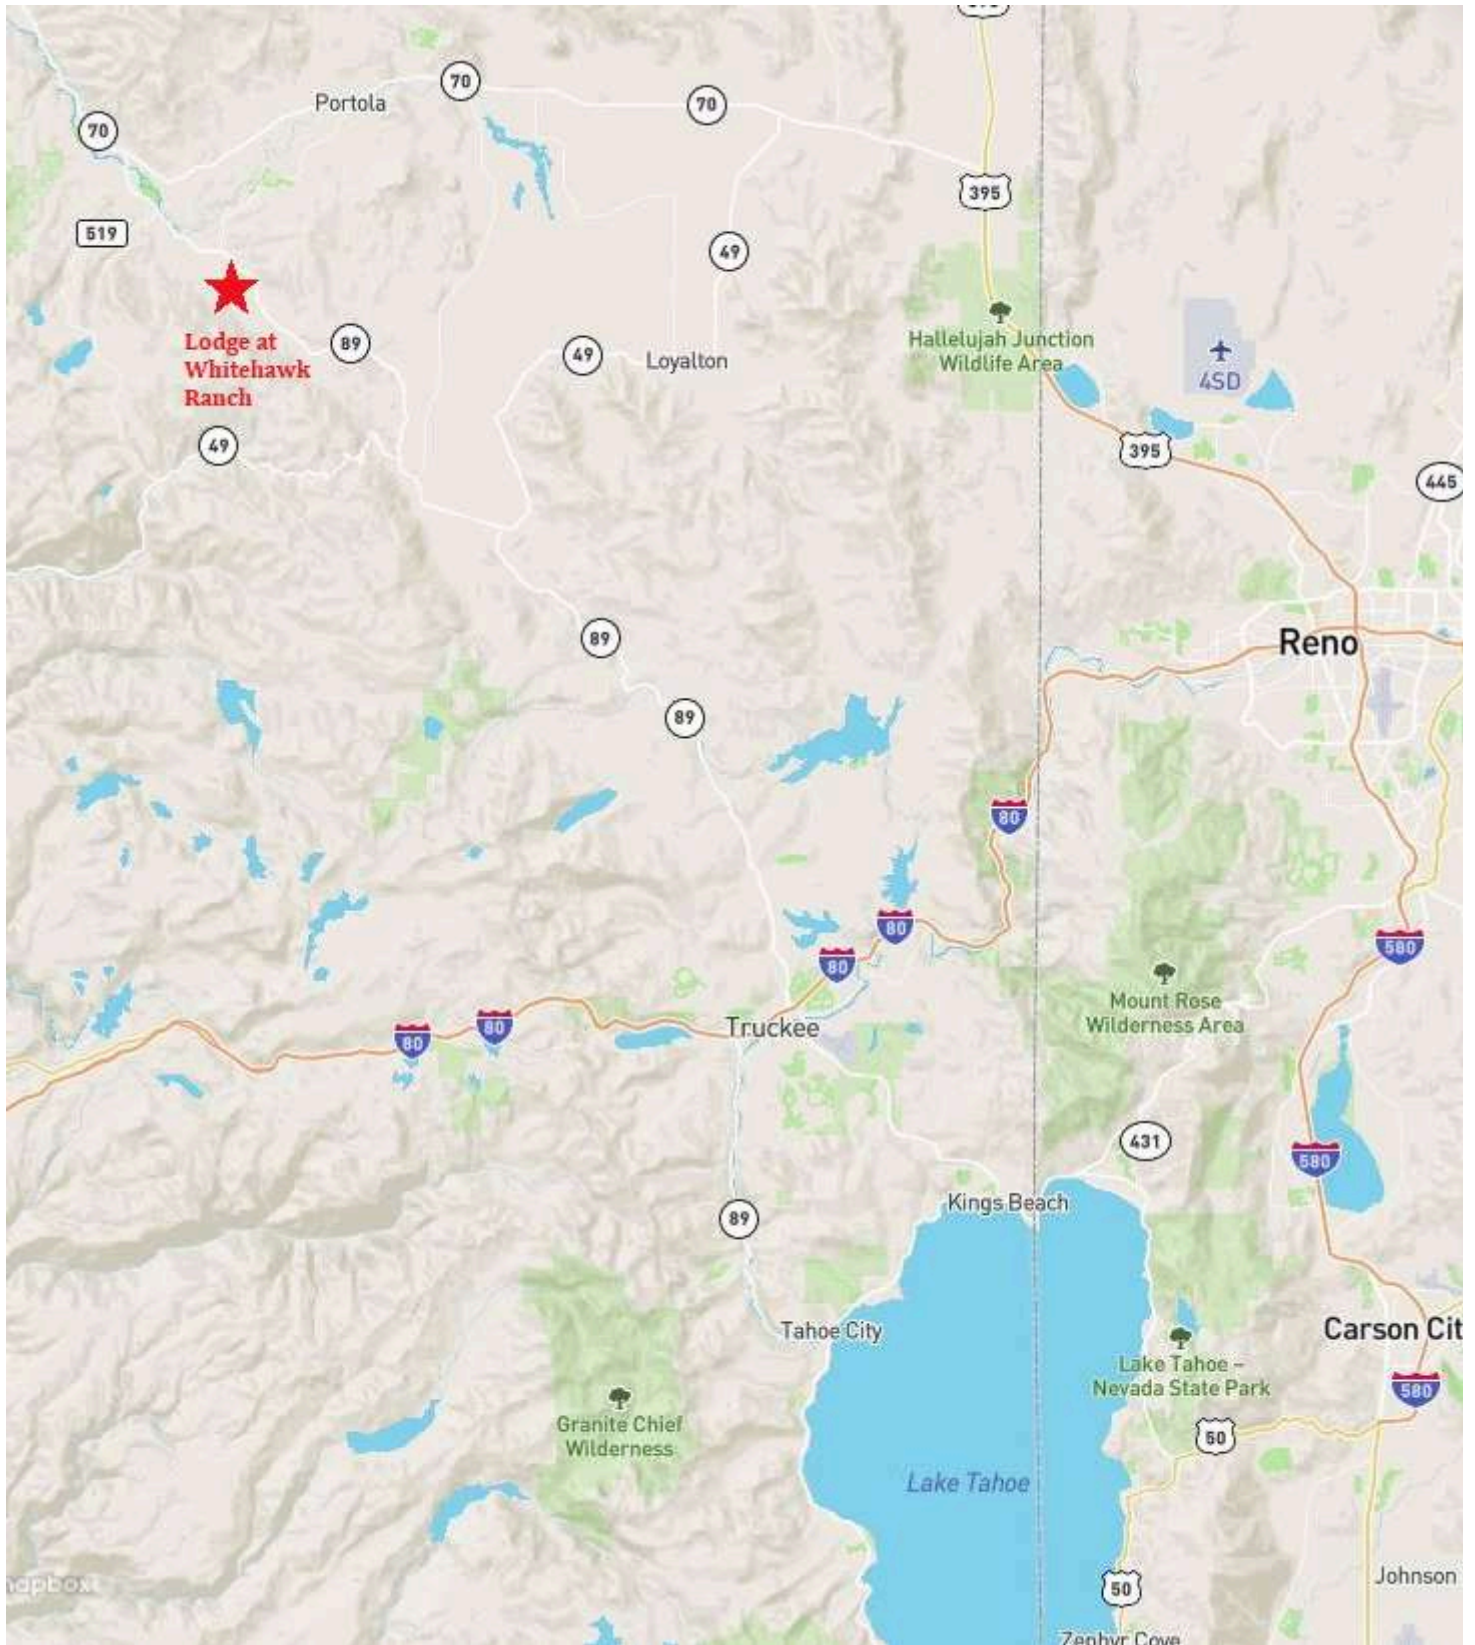 70
Portola
70
70
395
519
49
Lodge at
Whitehawk
Ranch
89
49
Loyalton
Hallelujah Junction
Wildlife Area
4SD
49
395
445
89
Reno
89
80
80
80
580
Mount Rose
Wilderness Area
80
80
Truckee
431
580
Kings Beach
89
Tahoe City
Carson Cit
Lake Tahoe –
Nevada State Park
580
Granite Chief
Wilderness
50
Lake Tahoe
Johnson
50
Zephyr Cove